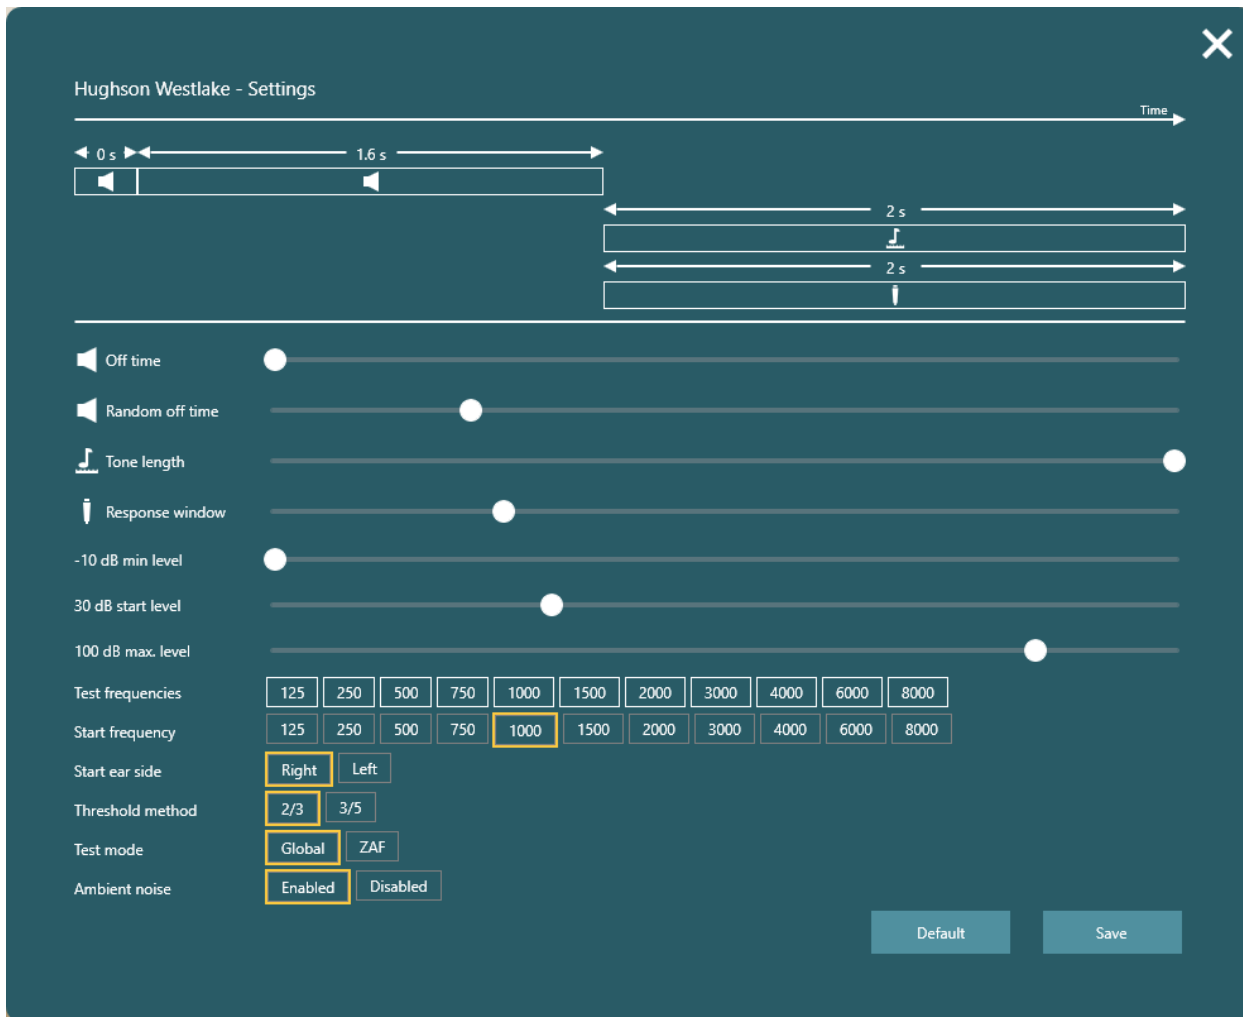 Hughson Westlake - Settings
Time
0 s 1.6 s
2 s
2 s
Off time
Random off time
Tone length
Response window
-10 dB min level
30 dB start level
100 dB max. level
Test frequencies 125 250 500 750 1000 1500 2000 3000 4000 6000 8000
Start frequency 125 250 500 750 1000 1500 2000 3000 4000 6000 8000
Start ear side Right Left
Threshold method 2/3 3/5
Test mode Global ZAF
Ambient noise Enabled Disabled
Default Save